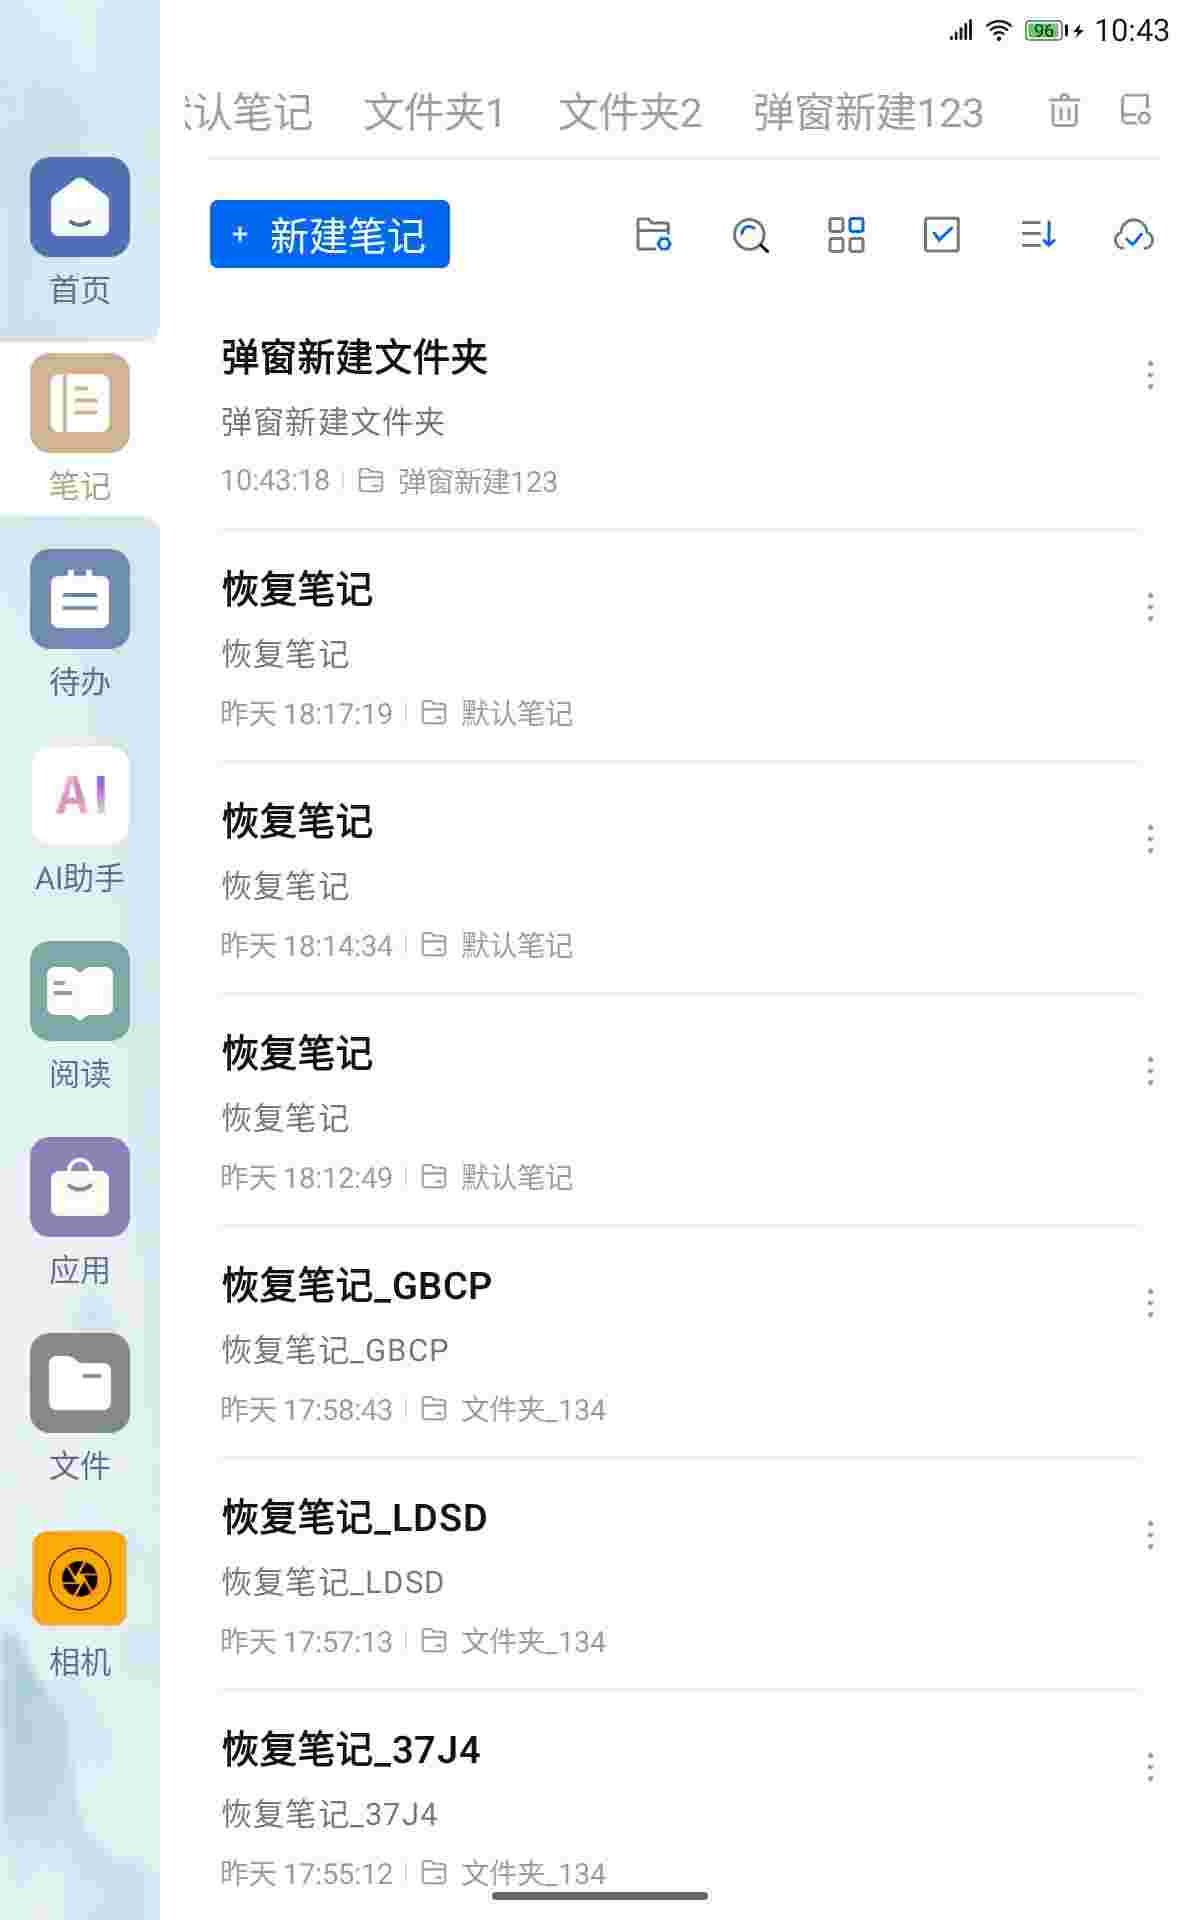 96 10:43
认笔记 文件夹1 文件夹2 弹窗新建123
+ 新建笔记
首页
笔记
待办
AI
AI助手
阅读
应用
文件
相机
弹窗新建文件夹
弹窗新建文件夹
10:43:18 弹窗新建123
恢复笔记
恢复笔记
昨天 18:17:19 默认笔记
恢复笔记
恢复笔记
昨天 18:14:34 默认笔记
恢复笔记
恢复笔记
昨天 18:12:49 默认笔记
恢复笔记_GBCP
恢复笔记_GBCP
昨天 17:58:43 文件夹_134
恢复笔记_LDSD
恢复笔记_LDSD
昨天 17:57:13 文件夹_134
恢复笔记_37J4
恢复笔记_37J4
昨天 17:55:12 文件夹_134